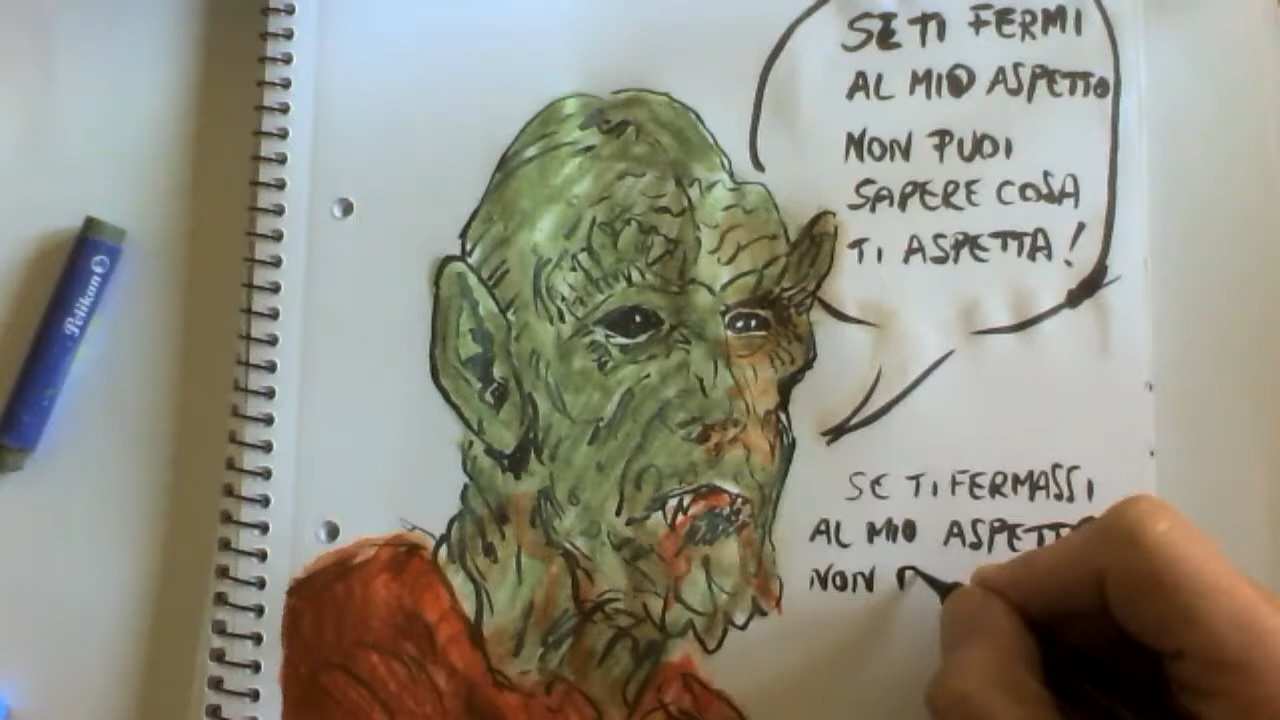 SE TI FERMI
AL MIO ASPETTO
NON PUOI
SAPERE COSA
TI ASPETTA!
Pelikan
SE TI FERMASSI
AL MIO ASPETTO
NON P